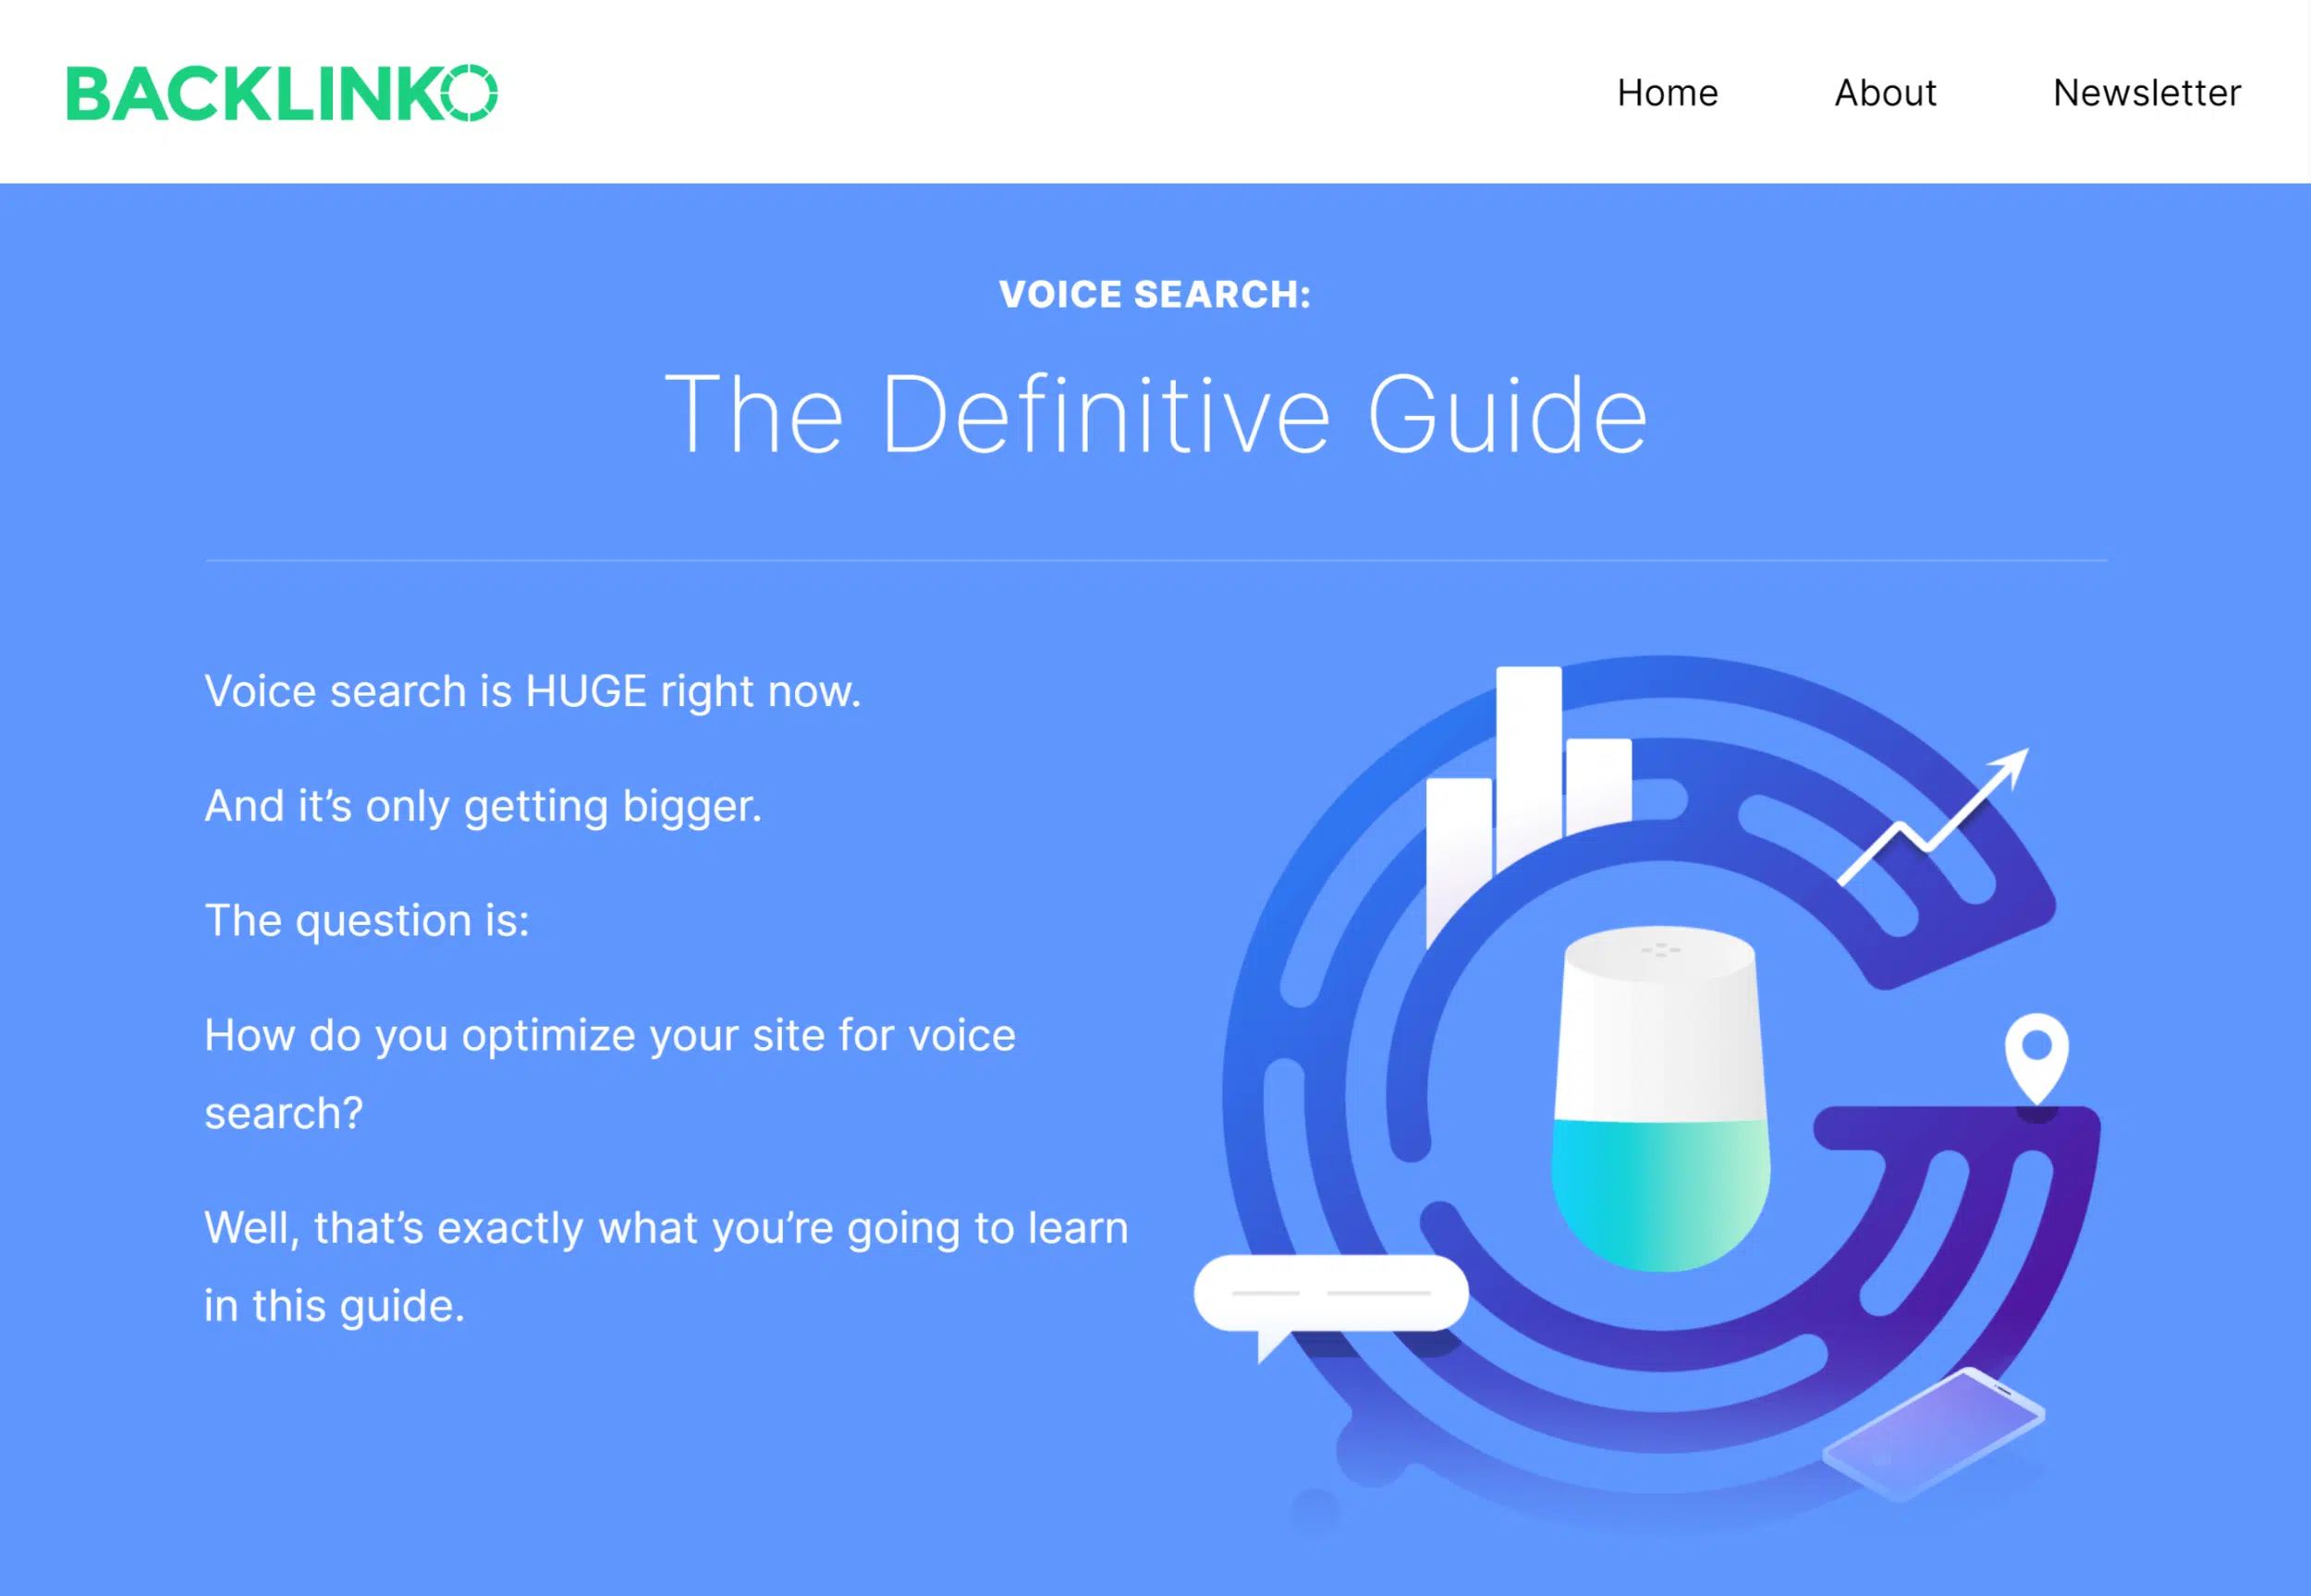 BACKLINKO
Home About Newsletter
VOICE SEARCH:
The Definitive Guide
Voice search is HUGE right now.
And it’s only getting bigger.
The question is:
How do you optimize your site for voice
search?
Well, that’s exactly what you’re going to learn
in this guide.